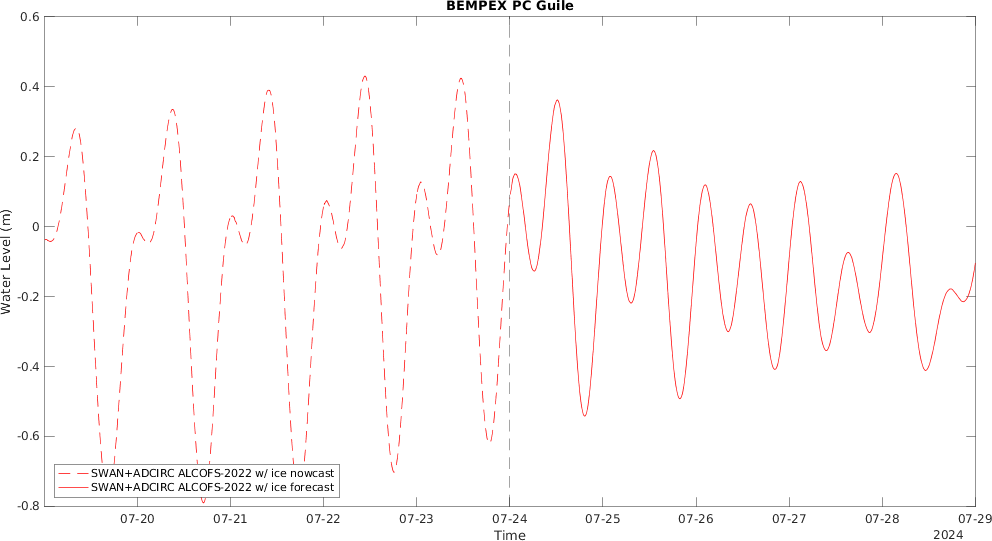 BEMPEX PC Guile
0.6
0.4
0.2
0
-0.2
-0.4
-0.6
-0.8
Water Level (m)
SWAN+ADCIRC ALCOFS-2022 w/ ice nowcast
SWAN+ADCIRC ALCOFS-2022 w/ ice forecast
07-20 07-21 07-22 07-23 07-24 07-25 07-26 07-27 07-28 07-29
Time
2024